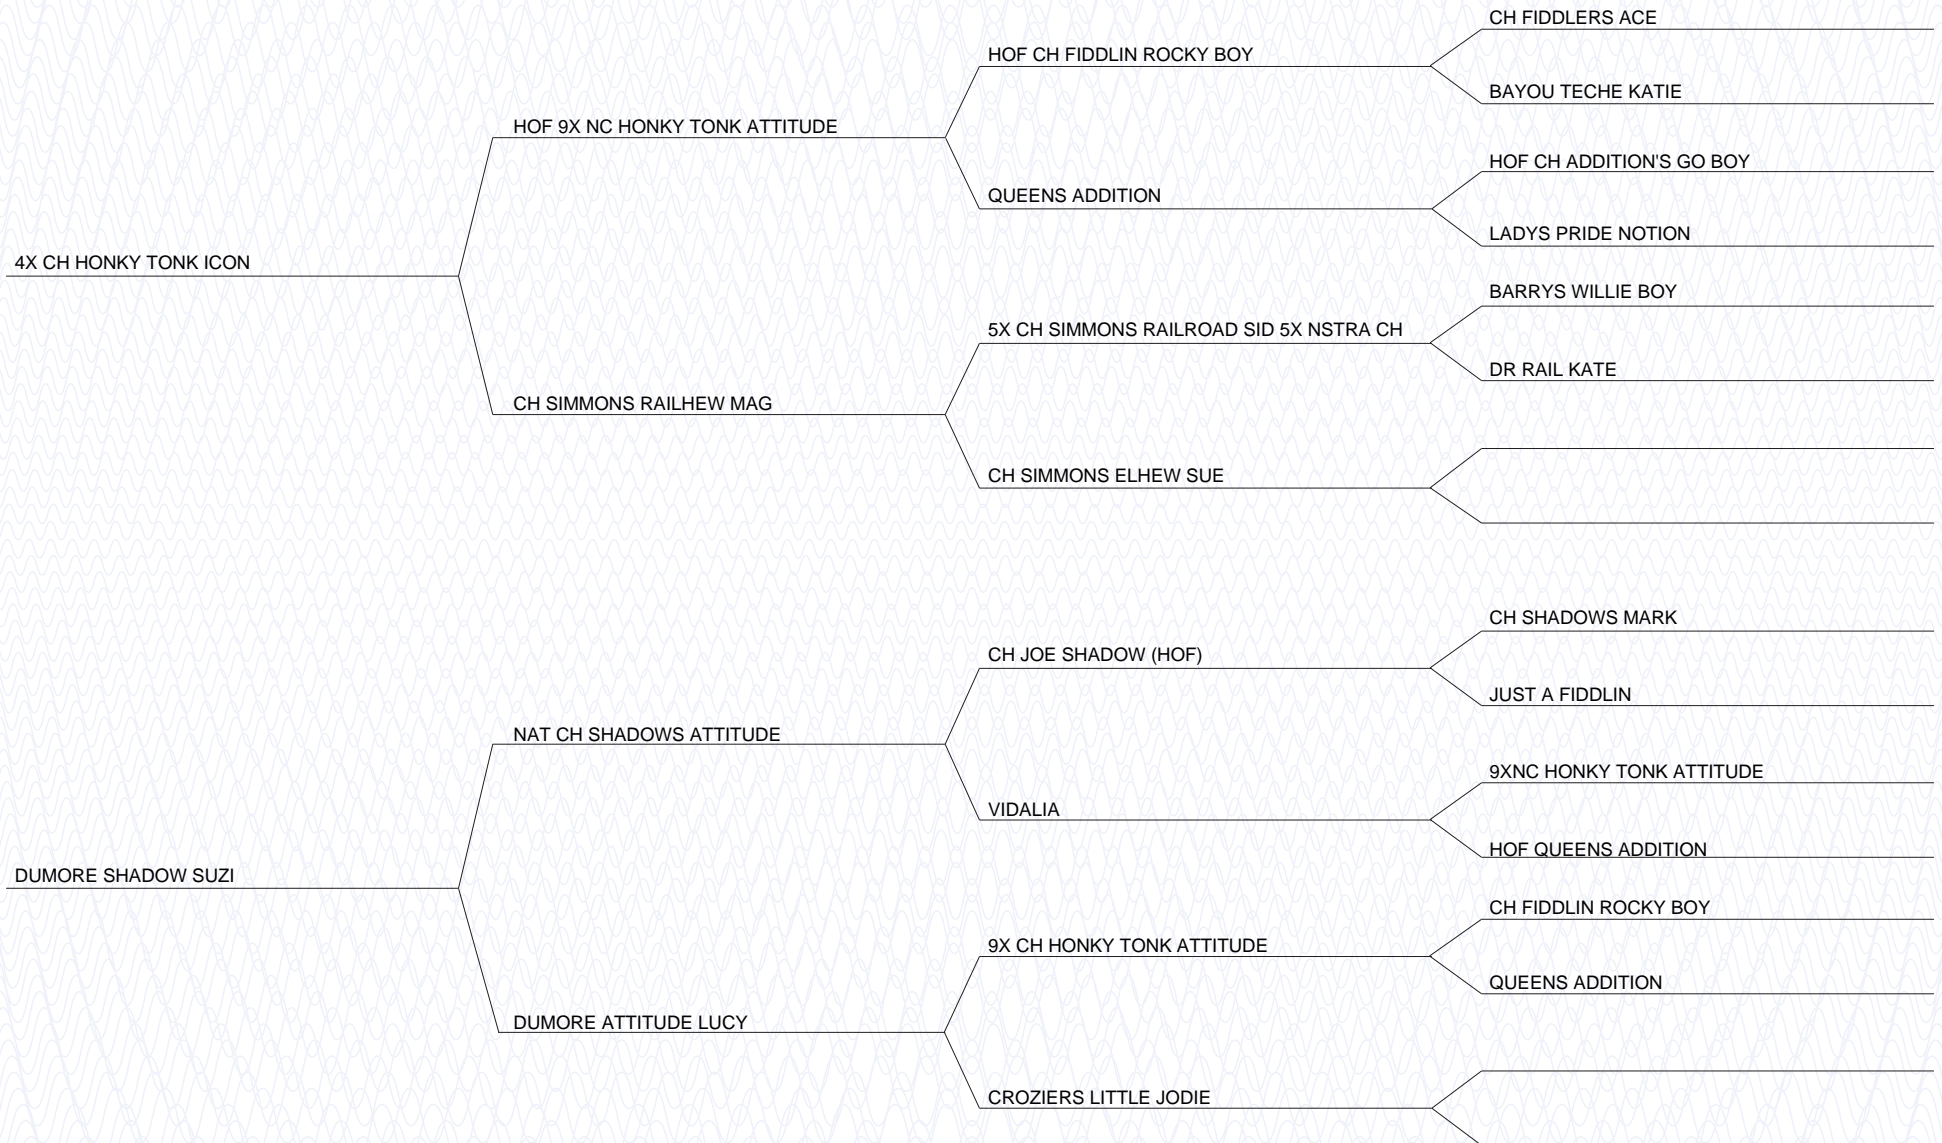 CH FIDDLERS ACE
HOF CH FIDDLIN ROCKY BOY
BAYOU TECHE KATIE
HOF 9X NC HONKY TONK ATTITUDE
HOF CH ADDITION'S GO BOY
QUEENS ADDITION
LADYS PRIDE NOTION
4X CH HONKY TONK ICON
BARRYS WILLIE BOY
5X CH SIMMONS RAILROAD SID 5X NSTRA CH
DR RAIL KATE
CH SIMMONS RAILHEW MAG
CH SIMMONS ELHEW SUE
CH SHADOWS MARK
CH JOE SHADOW (HOF)
JUST A FIDDLIN
NAT CH SHADOWS ATTITUDE
9XNC HONKY TONK ATTITUDE
VIDALIA
HOF QUEENS ADDITION
DUMORE SHADOW SUZI
CH FIDDLIN ROCKY BOY
9X CH HONKY TONK ATTITUDE
QUEENS ADDITION
DUMORE ATTITUDE LUCY
CROZIERS LITTLE JODIE